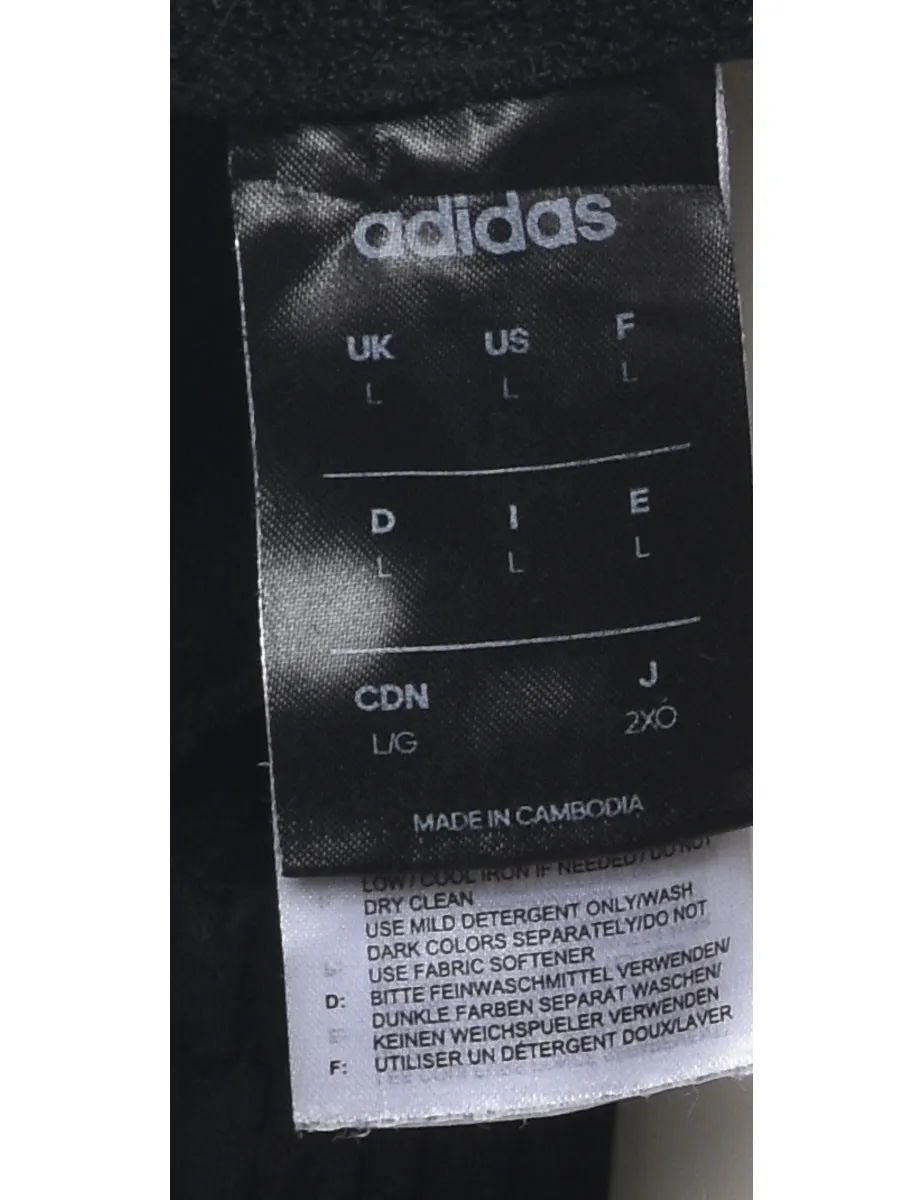 adidas
UK US F
L L L
D I E
L L L
CDN J
L/G 2XO
MADE IN CAMBODIA
LOW / COOL IRON IF NEEDED / DO NOT
DRY CLEAN
USE MILD DETERGENT ONLY/WASH
DARK COLORS SEPARATELY/DO NOT
USE FABRIC SOFTENER
D: BITTE FEINWASCHMITTEL VERWENDEN/
DUNKLE FARBEN SEPARAT WASCHEN/
KEINEN WEICHSPUELER VERWENDEN
F: UTILISER UN DÉTERGENT DOUX/LAVER